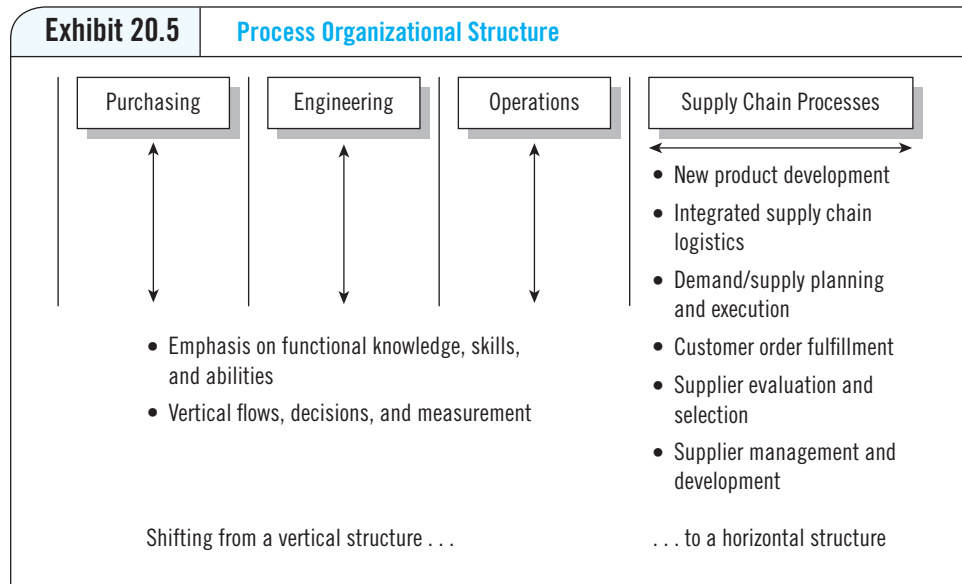 Exhibit 20.5
Process Organizational Structure
Purchasing
Engineering
Operations
Supply Chain Processes
• New product development
• Integrated supply chain
logistics
• Demand/supply planning
and execution
• Customer order fulfillment
• Supplier evaluation and
selection
• Supplier management and
development
• Emphasis on functional knowledge, skills,
and abilities
• Vertical flows, decisions, and measurement
Shifting from a vertical structure . . .
. . . to a horizontal structure